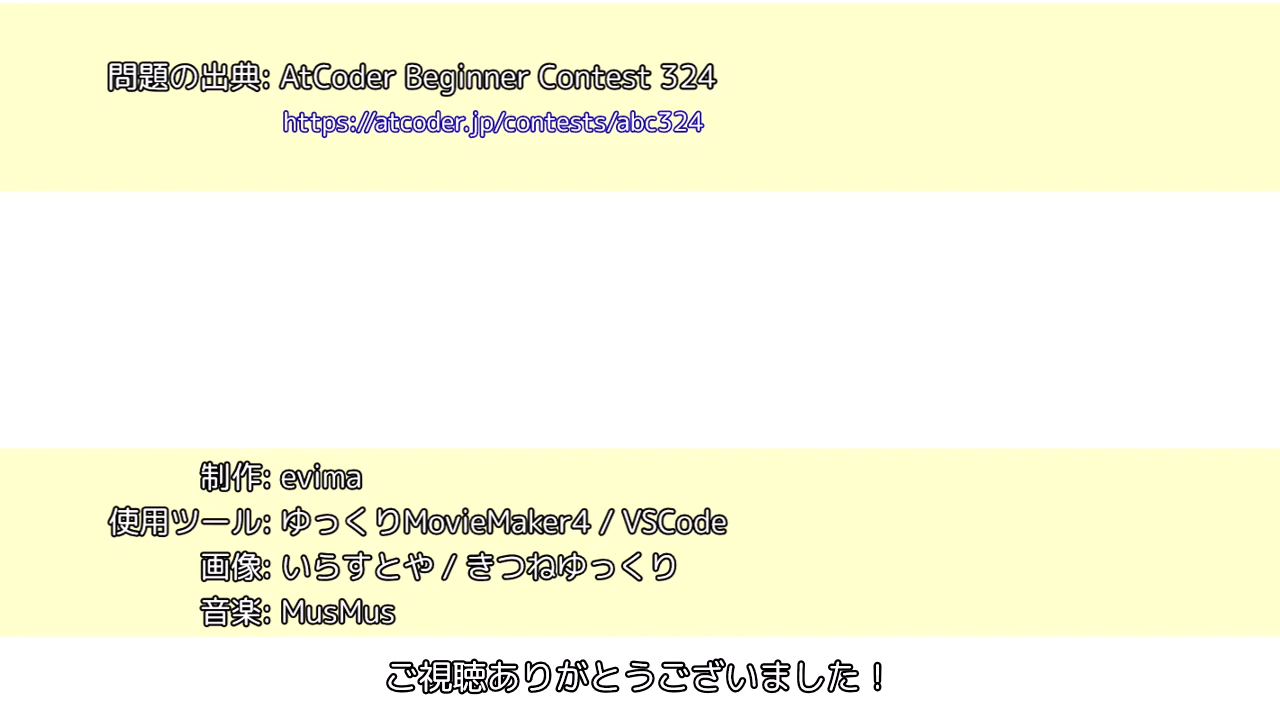 問題の出典: AtCoder Beginner Contest 324
https://atcoder.jp/contests/abc324
制作: evima
使用ツール: ゆっくりMovieMaker4 / VSCode
画像: いらすとや / きつねゆっくり
音楽: MusMus
ご視聴ありがとうございました！